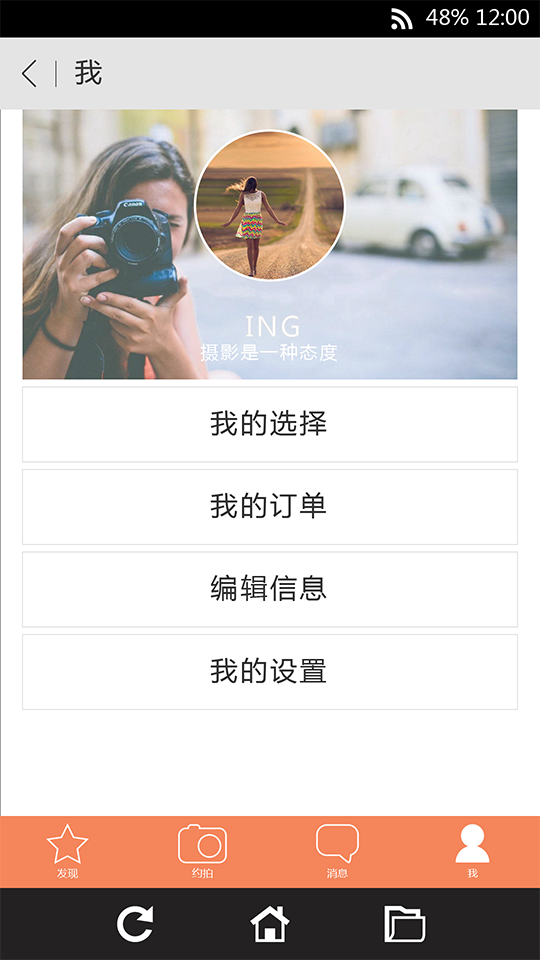 48% 12:00
我
Canon
ING
摄影是一种态度
我的选择
我的订单
编辑信息
我的设置
发现
约拍
消息
我